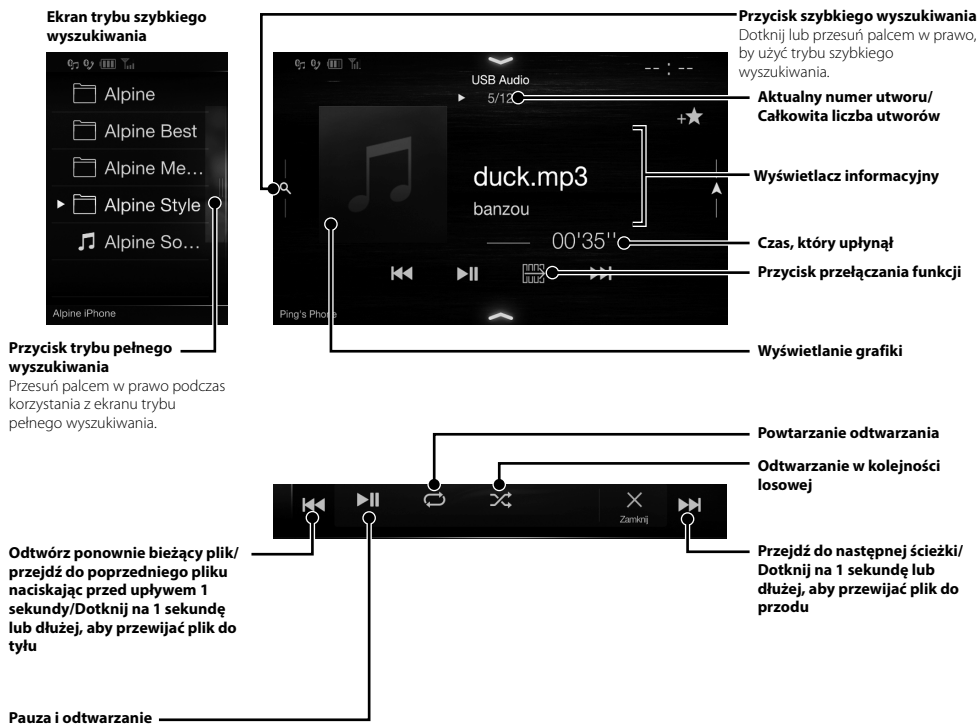 Ekran trybu szybkiego
wyszukiwania
Alpine
Alpine Best
Alpine Me...
Alpine Style
Alpine So...
Alpine iPhone
Przycisk trybu pełnego
wyszukiwania
Przesuń palcem w prawo podczas
korzystania z ekranu trybu
pełnego wyszukiwania.
USB Audio
5/12
-- : --
duck.mp3
banzou
00'35''
Ping's Phone
Przycisk szybkiego wyszukiwania
Dotknij lub przesuń palcem w prawo,
by użyć trybu szybkiego
wyszukiwania.
Aktualny numer utworu/
Całkowita liczba utworów
Wyświetlacz informacyjny
Czas, który upłynął
Przycisk przełączania funkcji
Wyświetlanie grafiki
Powtarzanie odtwarzania
Odtwarzanie w kolejności
losowej
Zamknij
Odtwórz ponownie bieżący plik/
przejdź do poprzedniego pliku
naciskając przed upływem 1
sekundy/Dotknij na 1 sekundę
lub dłużej, aby przewijać plik do
tyłu
Przejdź do następnej ścieżki/
Dotknij na 1 sekundę lub
dłużej, aby przewijać plik do
przodu
Pauza i odtwarzanie